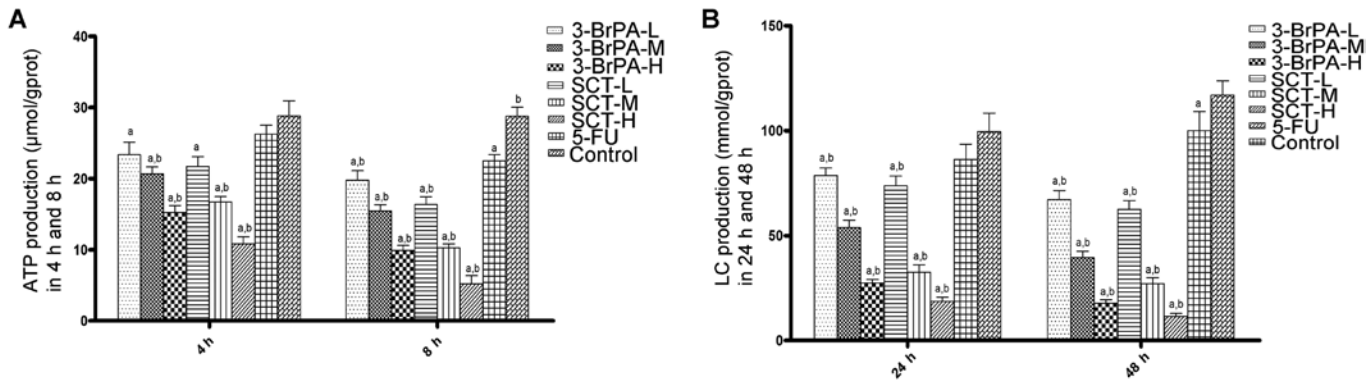 A
ATP production (µmol/gprot)
in 4 h and 8 h
40
30
20
10
0
a
a,b
a,b
a
a,b
a,b
a,b
a,b
a,b
a,b
a,b
a,b
a
b
4 h
8 h
3-BrPA-L
3-BrPA-M
3-BrPA-H
SCT-L
SCT-M
SCT-H
5-FU
Control
B
LC production (nmol/gprot)
in 24 h and 48 h
150
100
50
0
a,b
a,b
a,b
a,b
a,b
a,b
a,b
a,b
a,b
a,b
a,b
a,b
a
24 h
48 h
3-BrPA-L
3-BrPA-M
3-BrPA-H
SCT-L
SCT-M
SCT-H
5-FU
Control